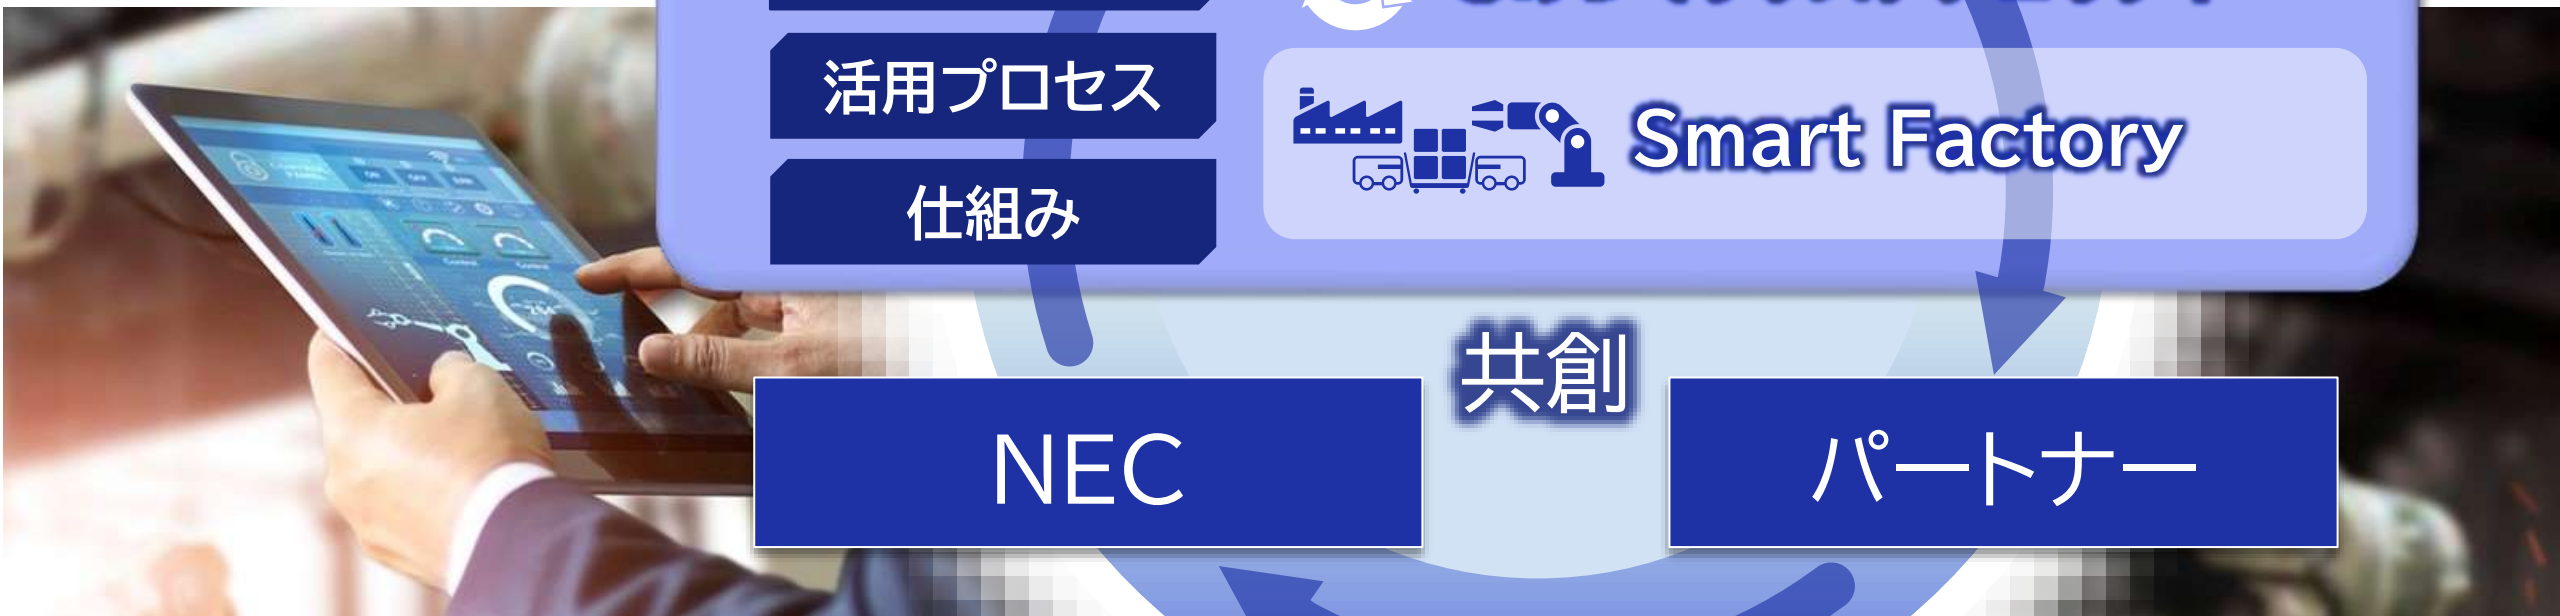 活用プロセス
仕組み
Smart Factory
共創
NEC
パートナー